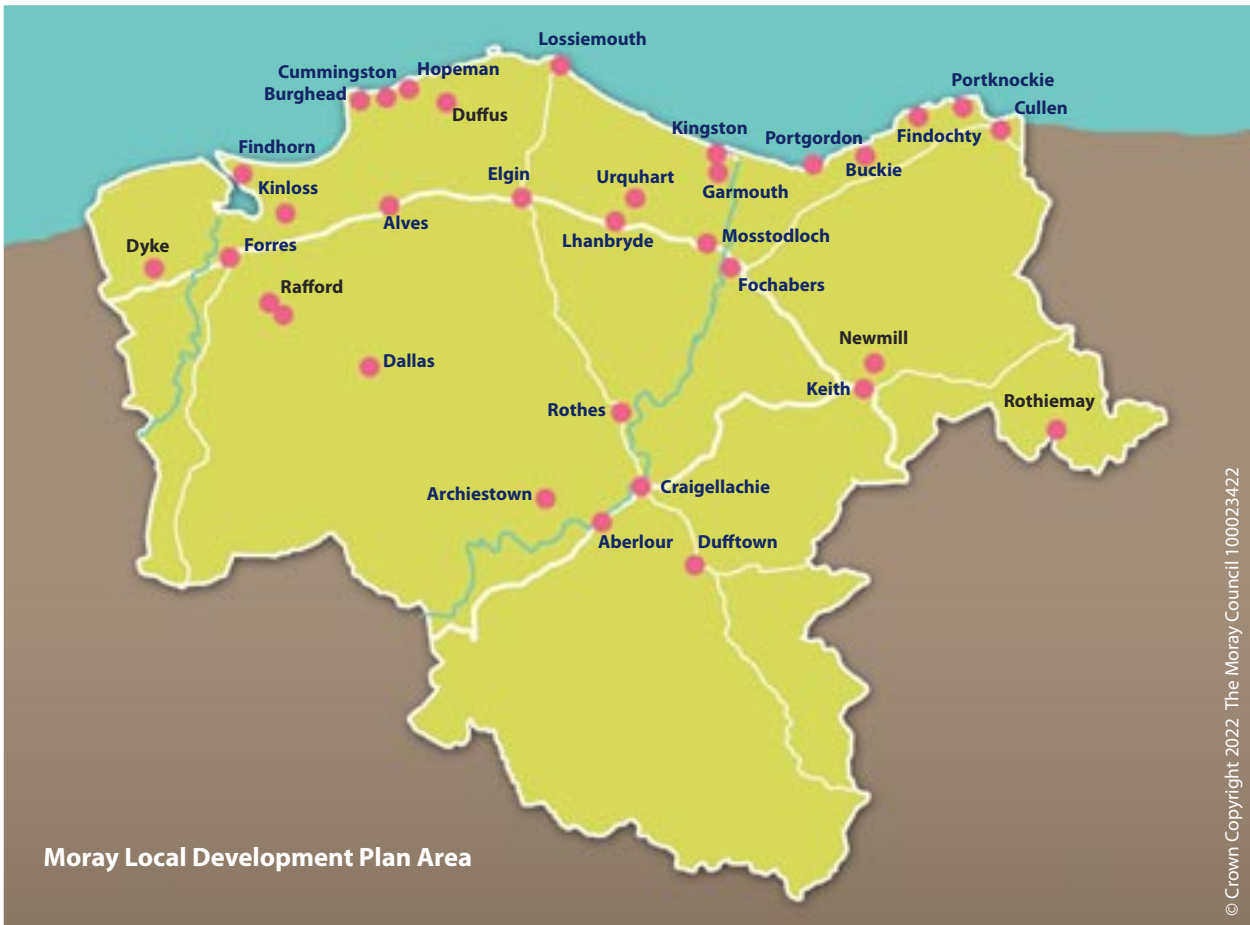 Lossiemouth
Cummingston
Hopeman
Burghead
Duffus
Portknockie
Cullen
Kingston
Portgordon
Findochty
Findhorn
Buckie
Elgin
Urquhart
Kinloss
Garmouth
Alves
Lhanbryde
Mosstodloch
Dyke
Forres
Fochabers
Rafford
Newmill
Dallas
Keith
Rothiemay
Rothes
Craigellachie
Archiestown
Aberlour
Dufftown
Moray Local Development Plan Area
© Crown Copyright 2022 The Moray Council 100023422